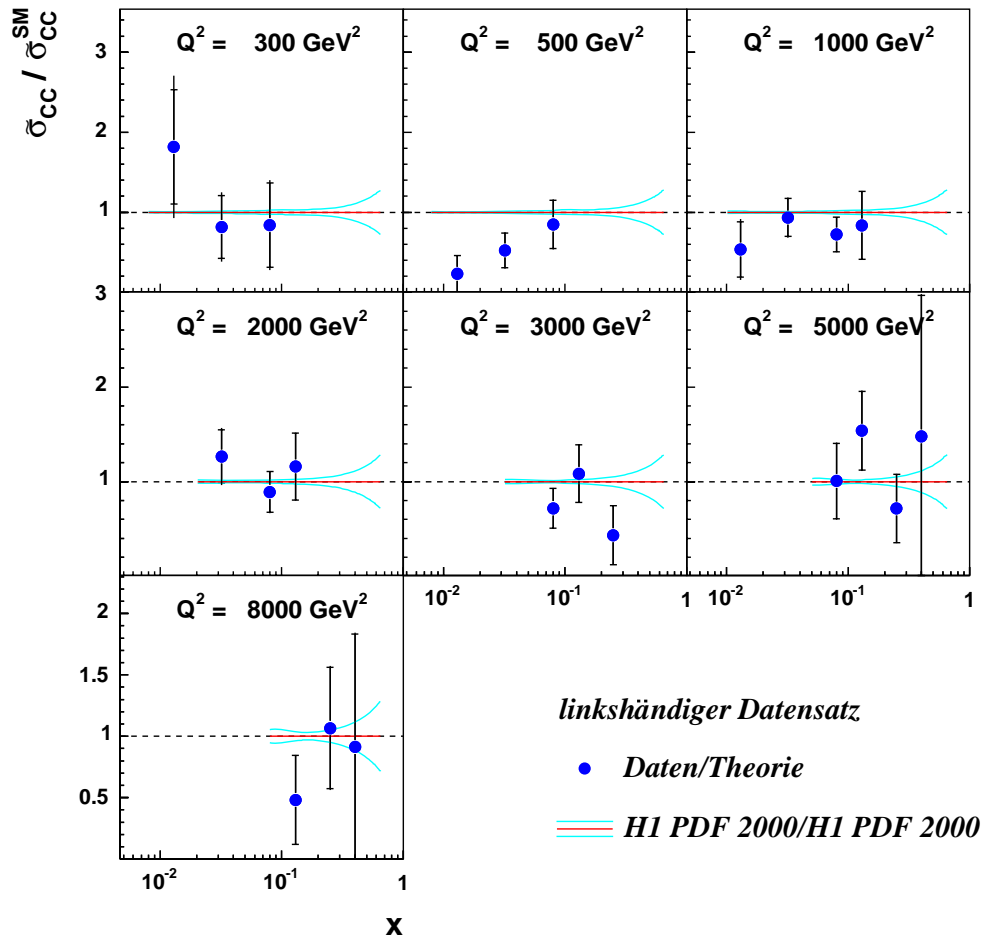 σ̃CC / σ̃CC^SM
Q² = 300 GeV²
Q² = 500 GeV²
Q² = 1000 GeV²
3
2
1
Q² = 2000 GeV²
Q² = 3000 GeV²
Q² = 5000 GeV²
3
2
1
10⁻² 10⁻¹ 1
10⁻² 10⁻¹ 1
Q² = 8000 GeV²
2
1.5
1
0.5
10⁻² 10⁻¹ 1
x
linkshändiger Datensatz
Daten/Theorie
H1 PDF 2000/H1 PDF 2000